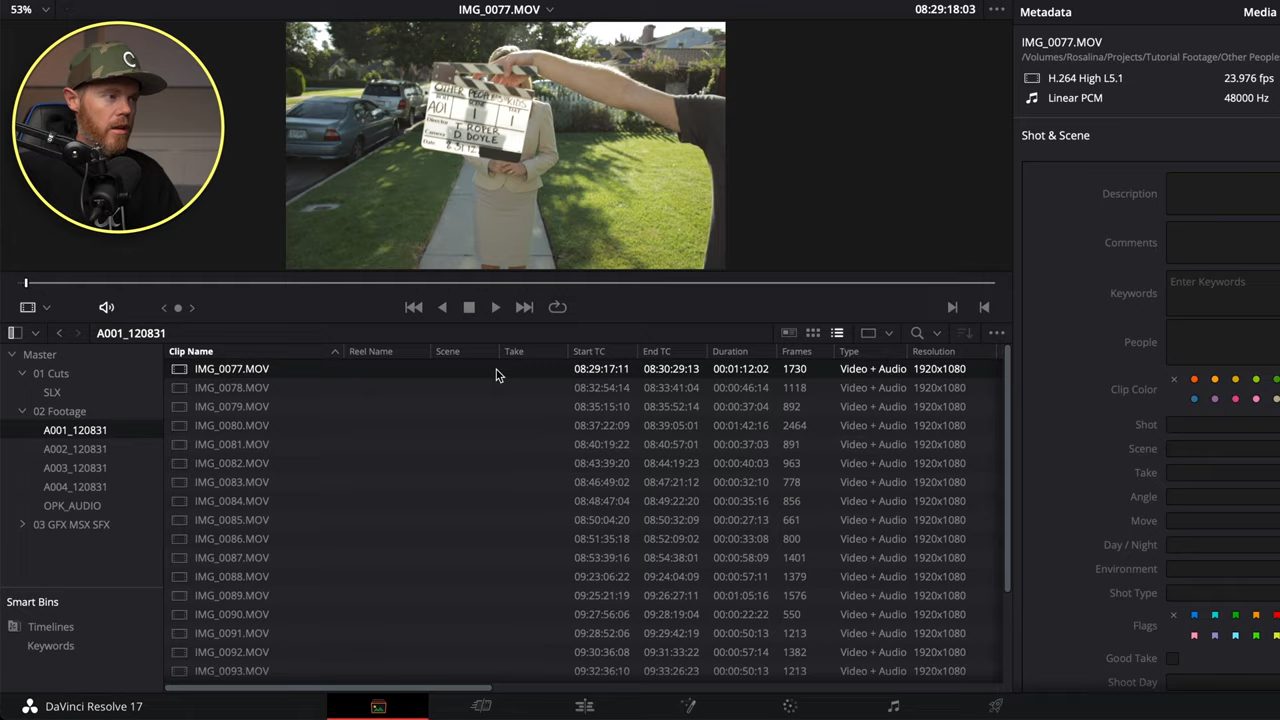 53%
IMG_0077.MOV
08:29:18:03
Metadata
Media
IMG_0077.MOV
/Volumes/Rosalina/Projects/Tutorial Footage/Other People
H.264 High L5.1
23.976 fps
Linear PCM
48000 Hz
Shot & Scene
OTHER PEOPLE'S KIDS
A01 1 1
T ROVER
D DOYLE
Description
Comments
Keywords
Enter Keywords
People
Clip Color
Shot
Scene
Take
Angle
Move
Day / Night
Environment
Shot Type
Flags
Good Take
Shoot Day
A001_120831
Master
01 Cuts
SLX
02 Footage
A001_120831
A002_120831
A003_120831
A004_120831
OPK_AUDIO
03 GFX MSX SFX
Smart Bins
Timelines
Keywords
Clip Name Reel Name Scene Take Start TC End TC Duration Frames Type Resolution
IMG_0077.MOV 08:29:17:11 08:30:29:13 00:01:12:02 1730 Video + Audio 1920x1080
IMG_0078.MOV 08:32:54:14 08:33:41:04 00:00:46:14 1118 Video + Audio 1920x1080
IMG_0079.MOV 08:35:15:10 08:35:52:14 00:00:37:04 892 Video + Audio 1920x1080
IMG_0080.MOV 08:37:22:09 08:39:05:01 00:01:42:16 2464 Video + Audio 1920x1080
IMG_0081.MOV 08:40:19:22 08:40:57:01 00:00:37:03 891 Video + Audio 1920x1080
IMG_0082.MOV 08:43:39:20 08:44:19:23 00:00:40:03 963 Video + Audio 1920x1080
IMG_0083.MOV 08:46:49:02 08:47:21:12 00:00:32:10 778 Video + Audio 1920x1080
IMG_0084.MOV 08:48:47:04 08:49:22:20 00:00:35:16 856 Video + Audio 1920x1080
IMG_0085.MOV 08:50:04:20 08:50:32:09 00:00:27:13 661 Video + Audio 1920x1080
IMG_0086.MOV 08:51:35:18 08:52:09:02 00:00:33:08 800 Video + Audio 1920x1080
IMG_0087.MOV 08:53:39:16 08:54:38:01 00:00:58:09 1401 Video + Audio 1920x1080
IMG_0088.MOV 09:23:06:22 09:24:04:09 00:00:57:11 1379 Video + Audio 1920x1080
IMG_0089.MOV 09:25:21:19 09:26:27:11 00:01:05:16 1576 Video + Audio 1920x1080
IMG_0090.MOV 09:27:56:06 09:28:19:04 00:00:22:22 550 Video + Audio 1920x1080
IMG_0091.MOV 09:28:52:06 09:29:42:19 00:00:50:13 1213 Video + Audio 1920x1080
IMG_0092.MOV 09:30:36:08 09:31:33:22 00:00:57:14 1382 Video + Audio 1920x1080
IMG_0093.MOV 09:32:36:10 09:33:26:23 00:00:50:13 1213 Video + Audio 1920x1080
DaVinci Resolve 17